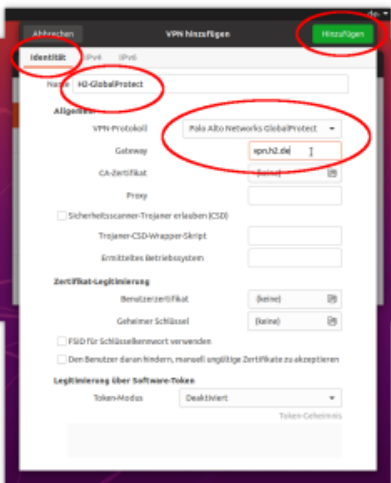 de
Abbrechen VPN hinzufügen Hinzufügen
Identität IPv4 IPv6
Name H2-GlobalProtect
Allgemein
VPN-Protokoll Palo Alto Networks GlobalProtect
Gateway vpn.h2.de
CA-Zertifikat (keine)
Proxy
Sicherheitsscanner-Trojaner erlauben (CSD)
Trojaner-CSD-Wrapper-Skript
Ermitteltes Betriebssystem
Zertifikat-Legitimierung
Benutzerzertifikat (keine)
Geheimer Schlüssel (keine)
FSID für Schlüsselkennwort verwenden
Den Benutzer daran hindern, manuell ungültige Zertifikate zu akzeptieren
Legitimierung über Software-Token
Token-Modus Deaktiviert
Token-Geheimnis